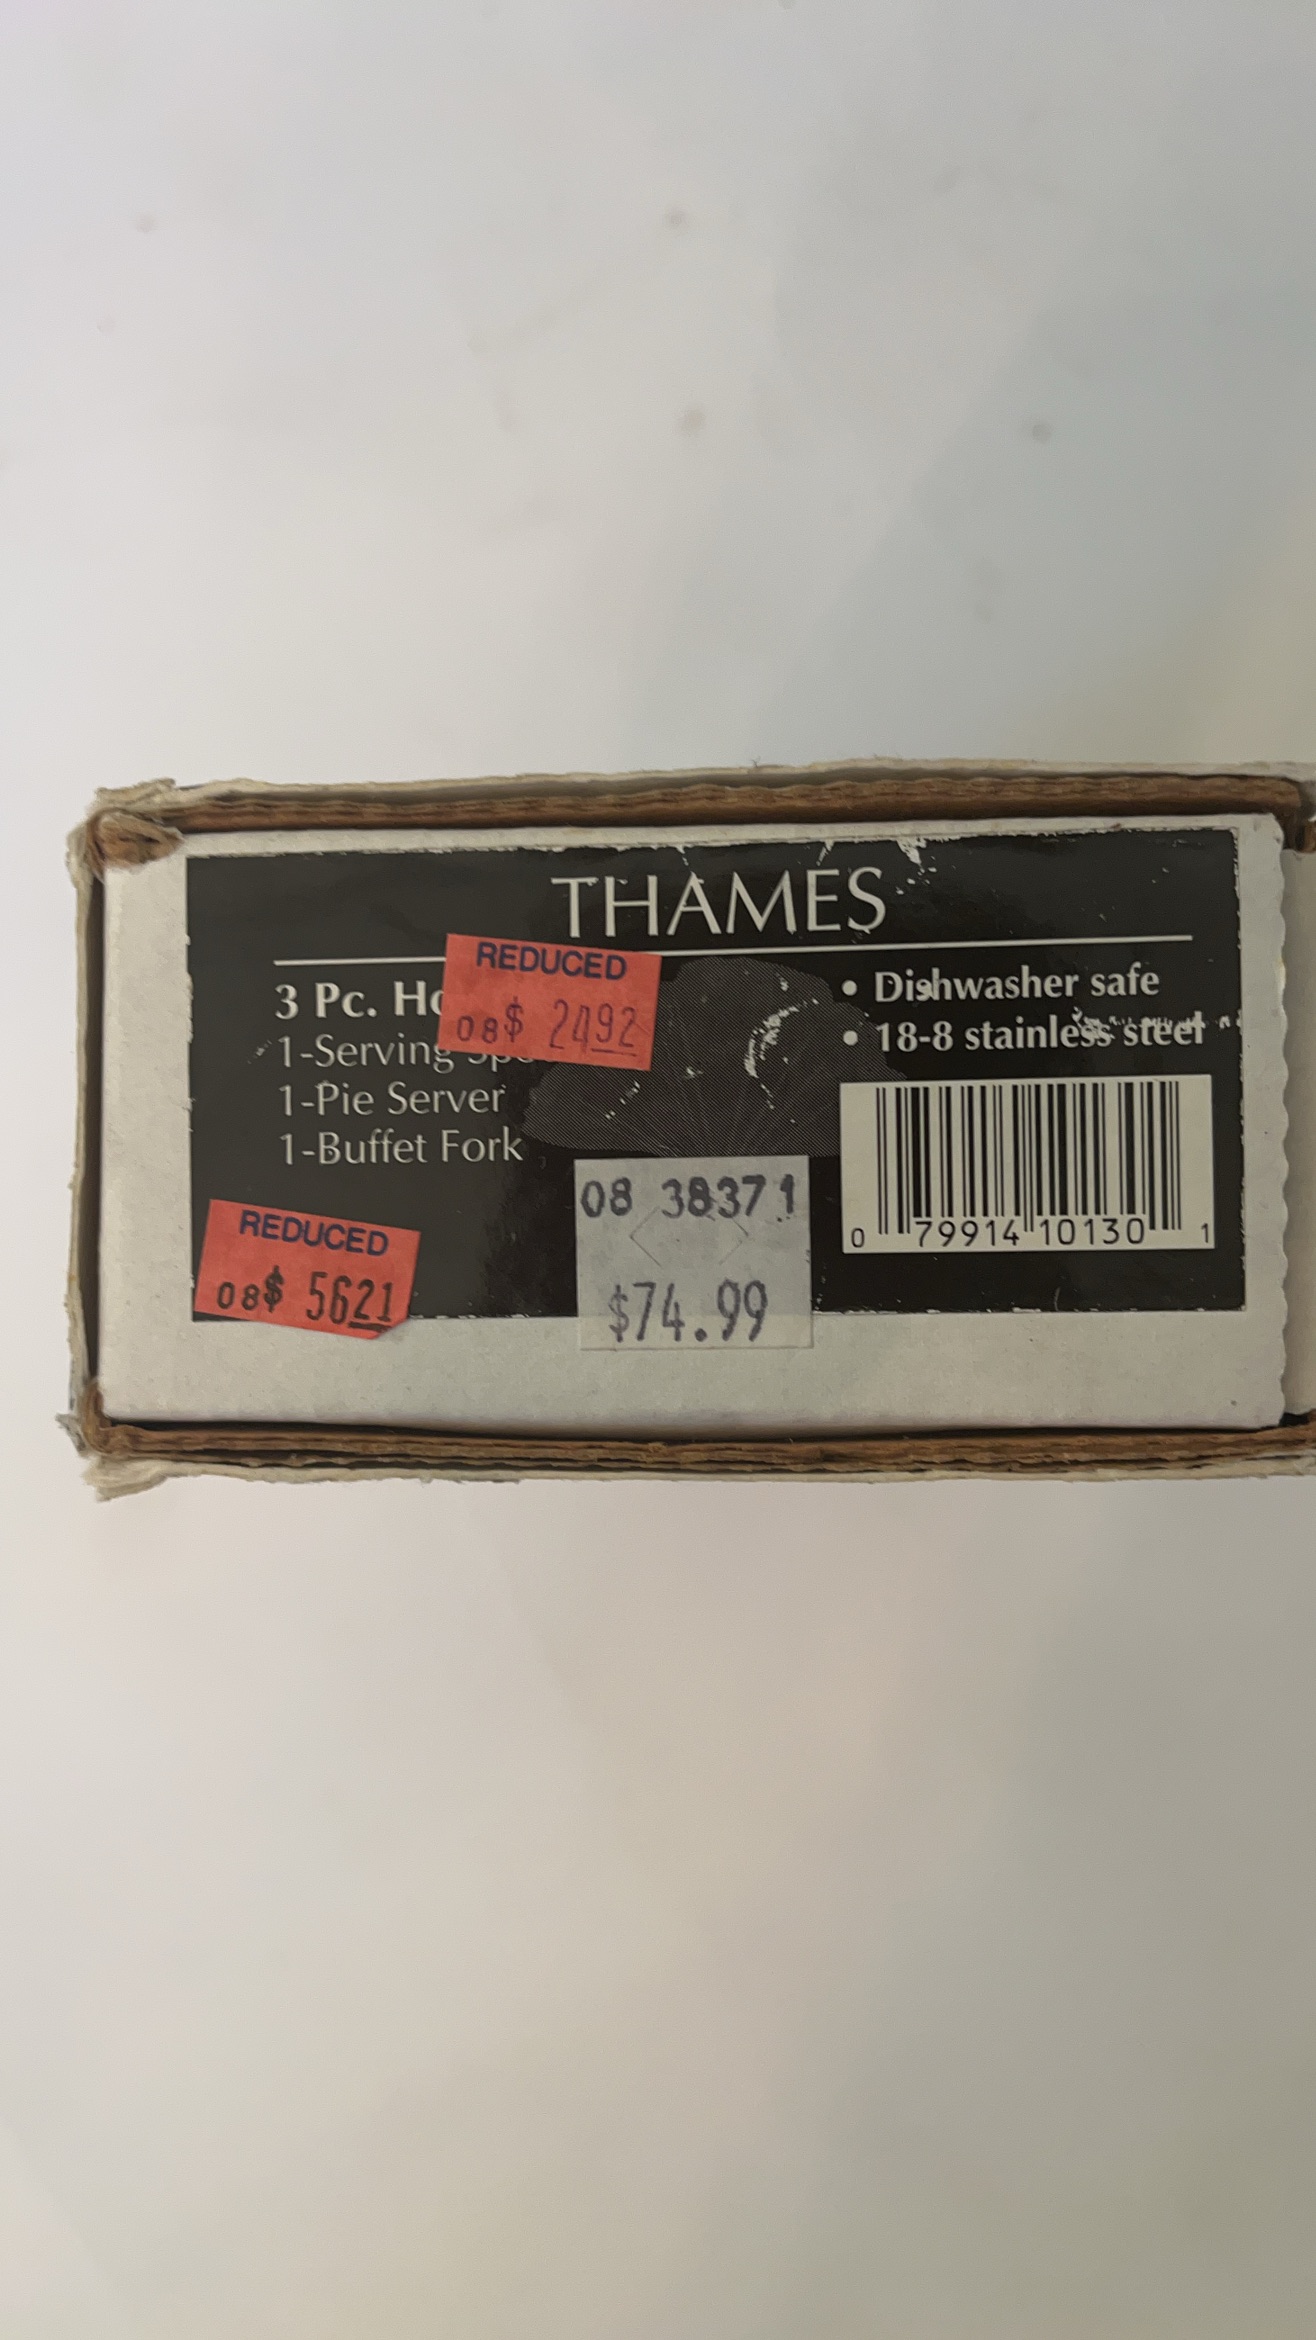 THAMES
3 Pc.
1-Serving
1-Pie Server
1-Buffet Fork
REDUCED
08$ 2492
REDUCED
08$ 5621
08 38371
$74.99
• Dishwasher safe
• 18-8 stainless steel
0 79914 10130 1